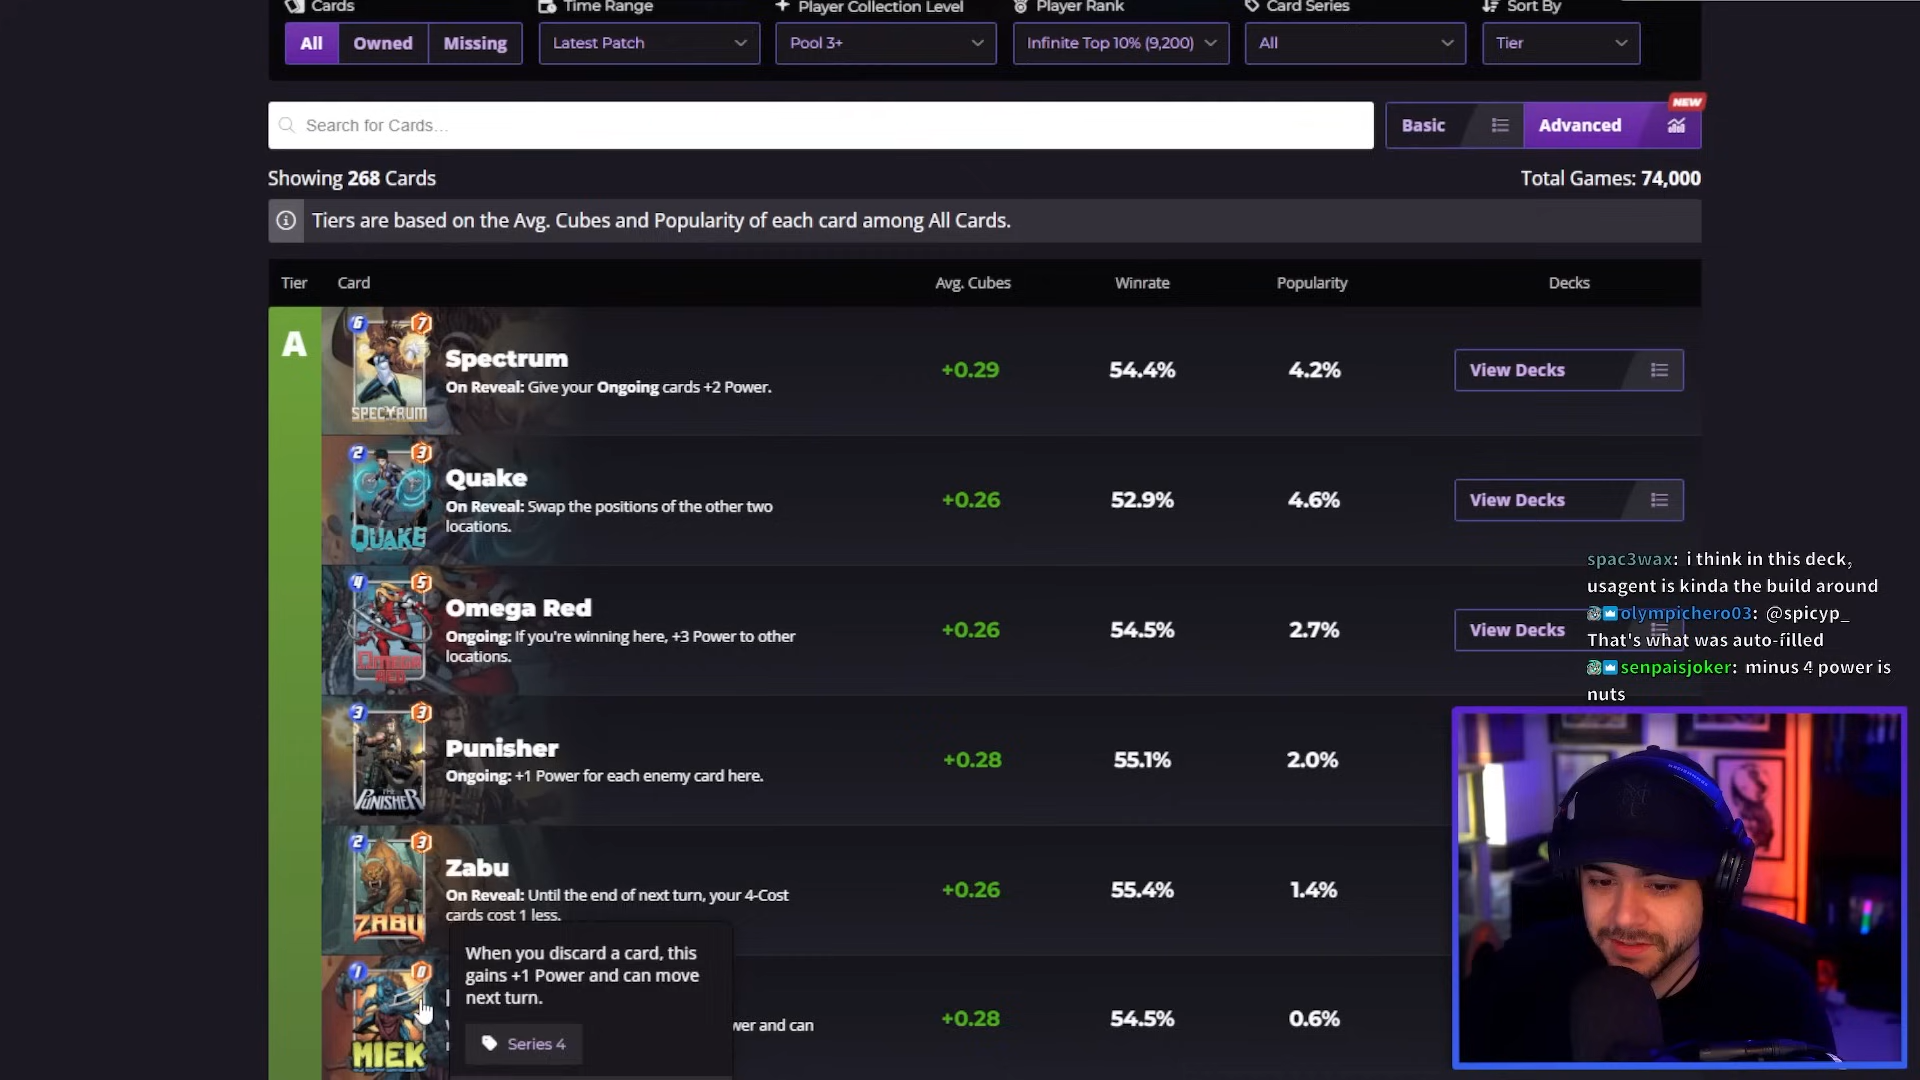 Cards
Time Range
Player Collection Level
Player Rank
Card Series
Sort By
All
Owned
Missing
Latest Patch
Pool 3+
Infinite Top 10% (9,200)
All
Tier
NEW
Search for Cards...
Basic
Advanced
Showing 268 Cards
Total Games: 74,000
Tiers are based on the Avg. Cubes and Popularity of each card among All Cards.
Tier
Card
Avg. Cubes
Winrate
Popularity
Decks
A
6 7
SPECTRUM
Spectrum
On Reveal: Give your Ongoing cards +2 Power.
+0.29
54.4%
4.2%
View Decks
2 3
QUAKE
Quake
On Reveal: Swap the positions of the other two
locations.
+0.26
52.9%
4.6%
View Decks
4 5
OMEGA RED
Omega Red
Ongoing: If you're winning here, +3 Power to other
locations.
+0.26
54.5%
2.7%
View Decks
3 3
THE PUNISHER
Punisher
Ongoing: +1 Power for each enemy card here.
+0.28
55.1%
2.0%
2 3
ZABU
Zabu
On Reveal: Until the end of next turn, your 4-Cost
cards cost 1 less.
+0.26
55.4%
1.4%
1 0
MIEK
When you discard a card, this
gains +1 Power and can move
next turn.
Series 4
wer and can
+0.28
54.5%
0.6%
spac3wax: i think in this deck,
usagent is kinda the build around
olympichero03: @spicyp_
That's what was auto-filled
senpaisjoker: minus 4 power is
nuts